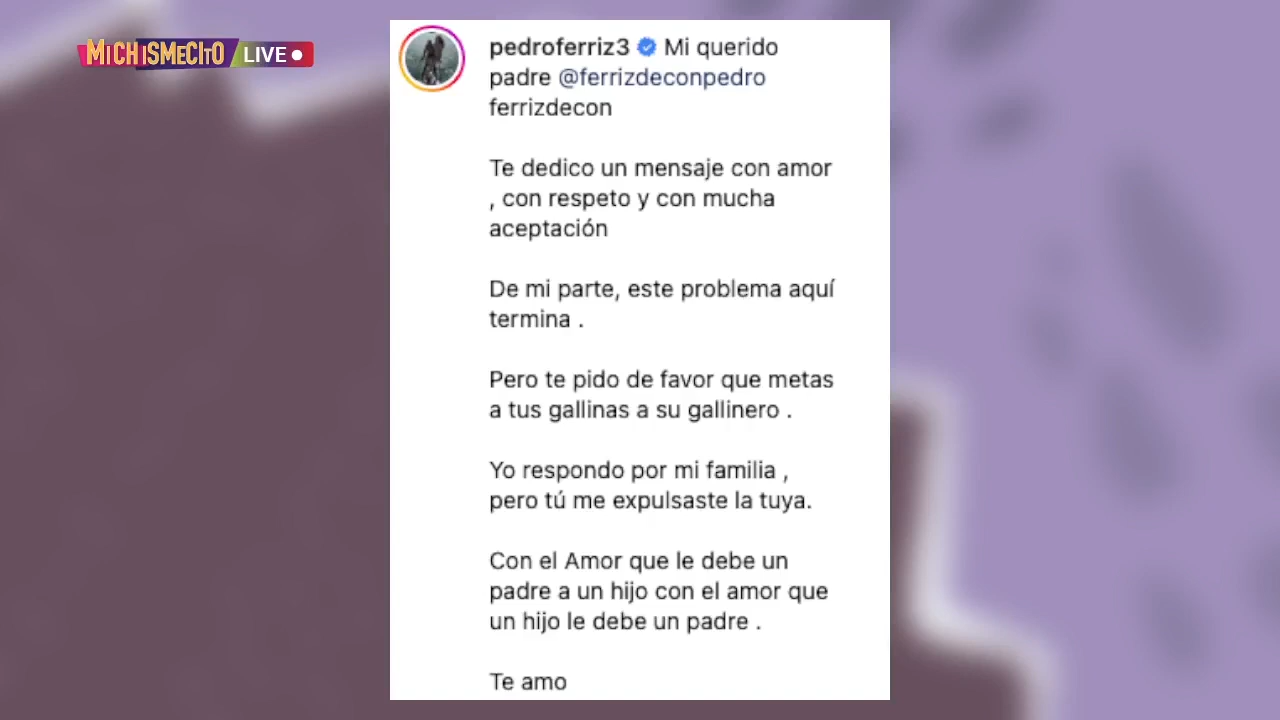 MICHISMECITO LIVE
pedroferriz3 Mi querido
padre @ferrizdeconpedro
ferrizdecon
Te dedico un mensaje con amor
, con respeto y con mucha
aceptación
De mi parte, este problema aquí
termina .
Pero te pido de favor que metas
a tus gallinas a su gallinero .
Yo respondo por mi familia ,
pero tú me expulsaste la tuya.
Con el Amor que le debe un
padre a un hijo con el amor que
un hijo le debe un padre .
Te amo